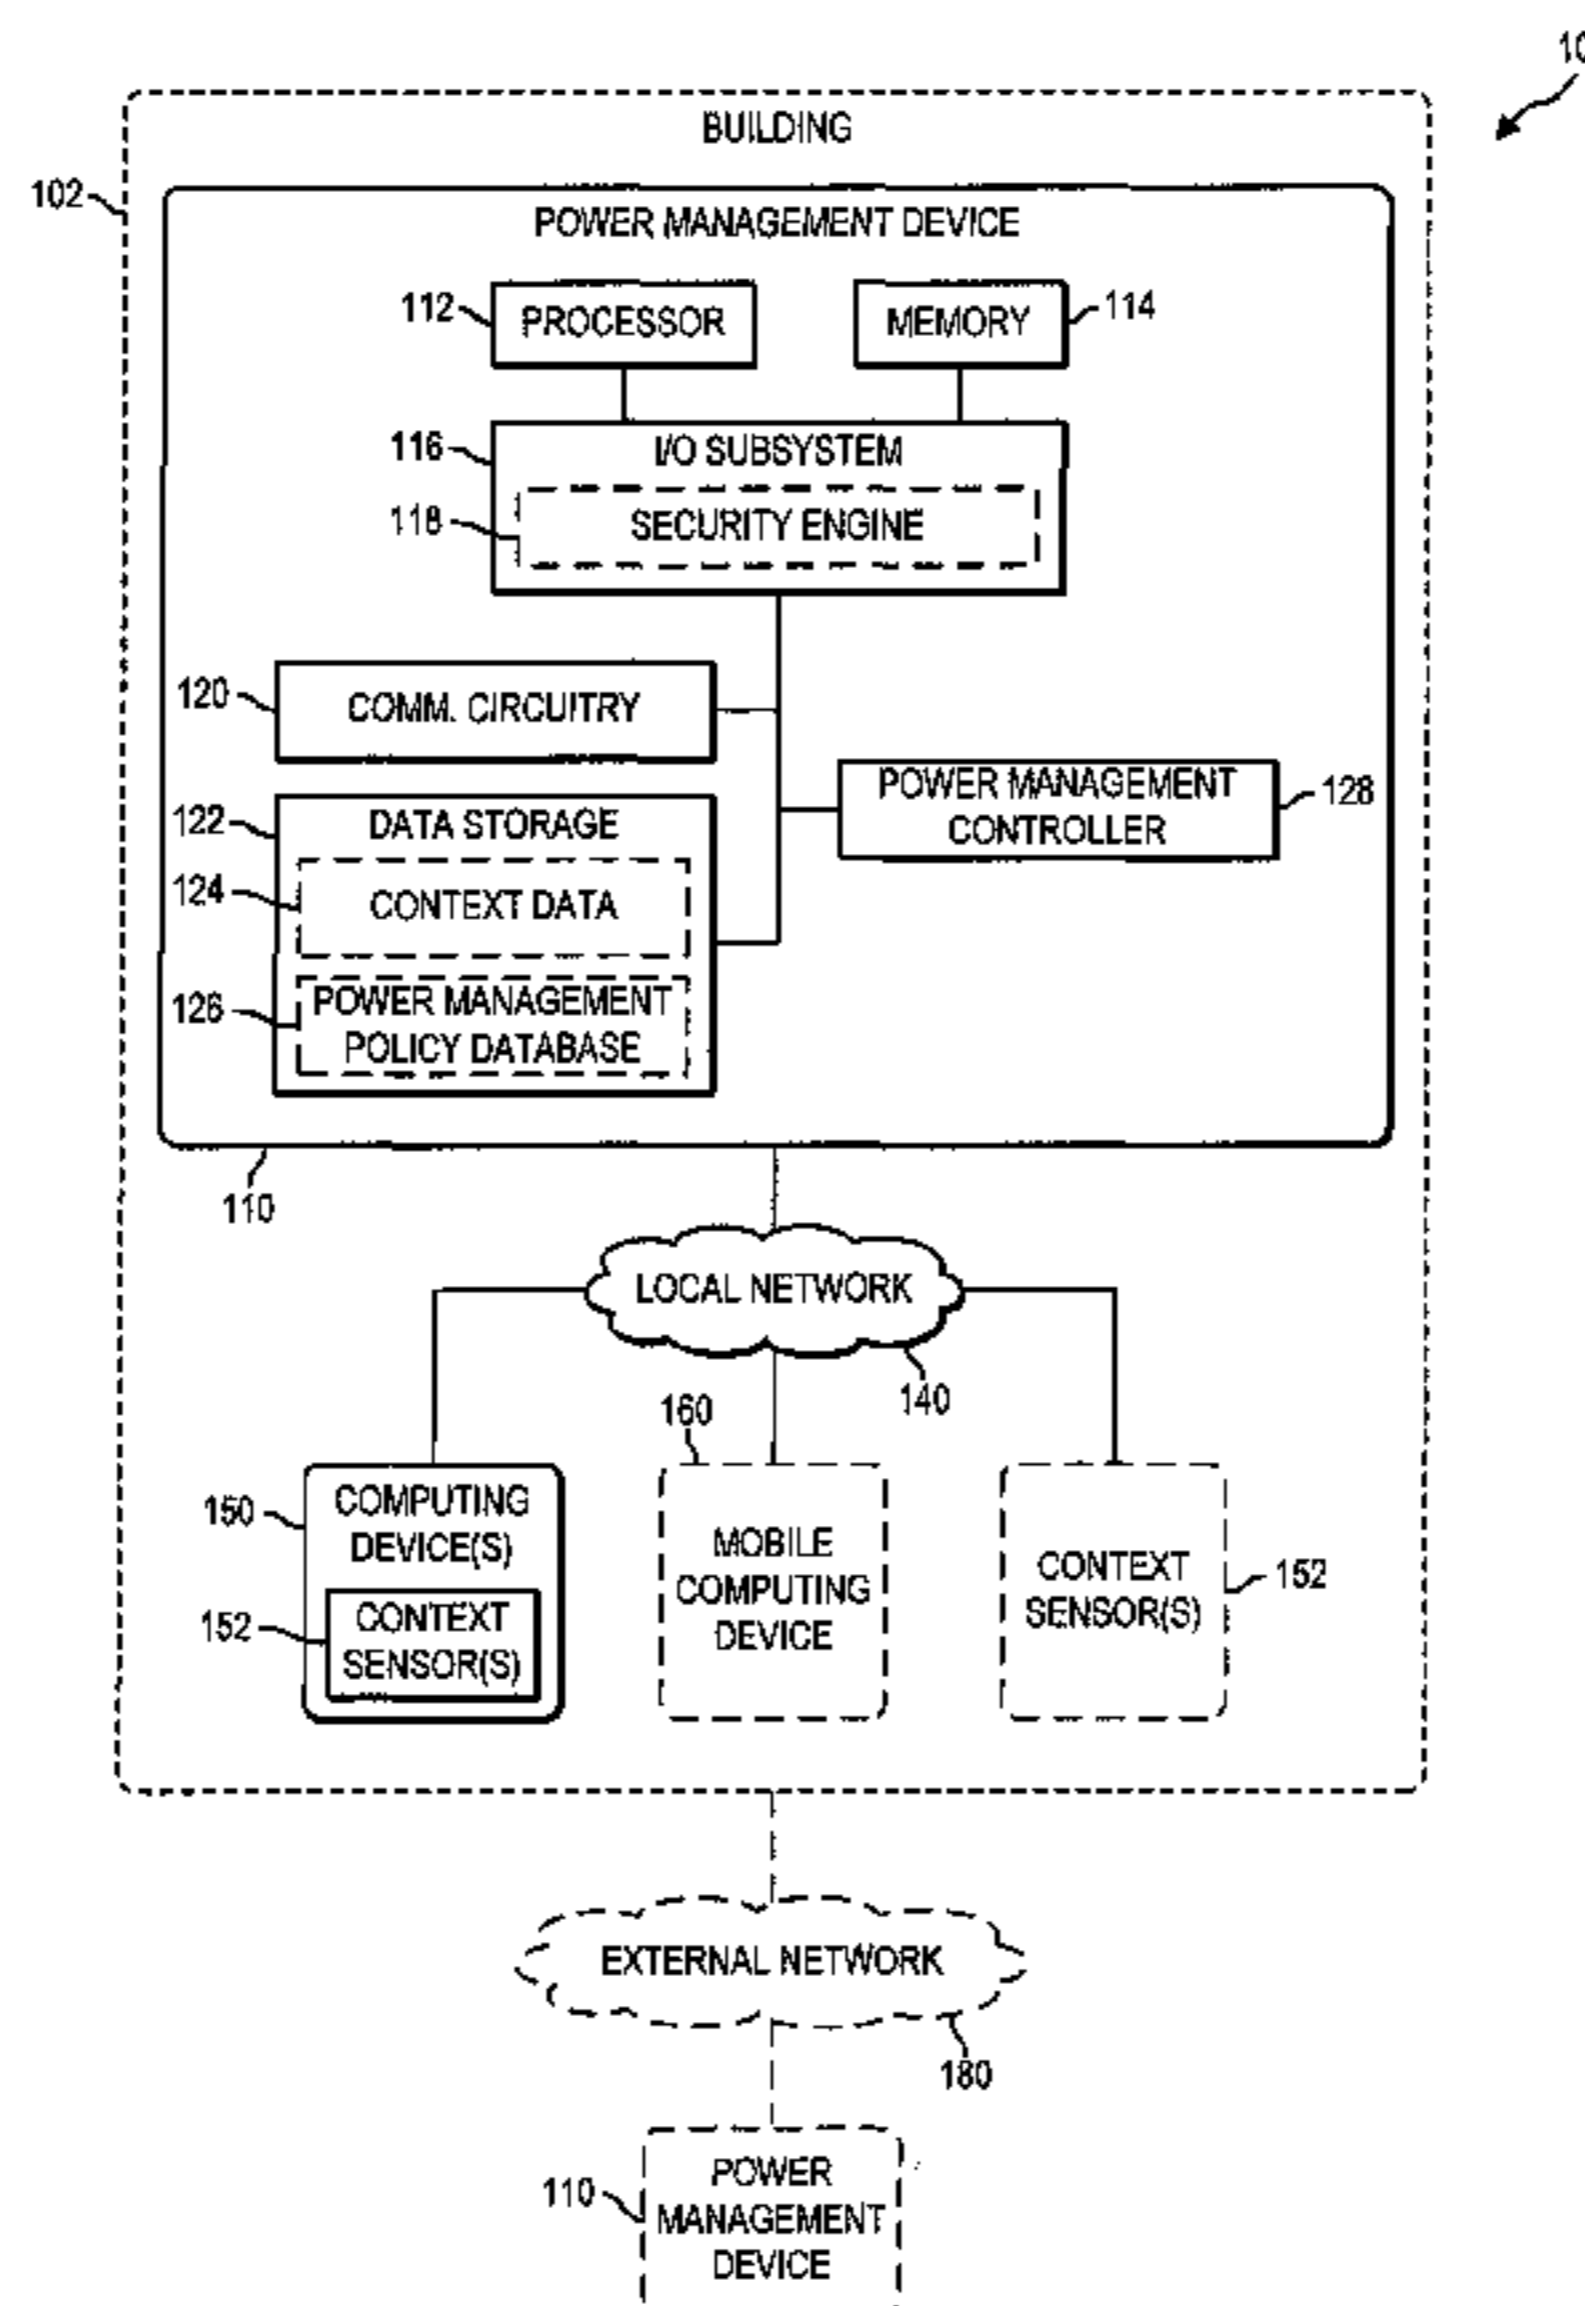 10
BUILDING
102
POWER MANAGEMENT DEVICE
112
PROCESSOR
MEMORY
114
116
I/O SUBSYSTEM
118
SECURITY ENGINE
120
COMM. CIRCUITRY
POWER MANAGEMENT
CONTROLLER
128
122
DATA STORAGE
124
CONTEXT DATA
126
POWER MANAGEMENT
POLICY DATABASE
110
LOCAL NETWORK
140
160
150
COMPUTING
DEVICE(S)
152
CONTEXT
SENSOR(S)
MOBILE
COMPUTING
DEVICE
CONTEXT
SENSOR(S)
152
EXTERNAL NETWORK
180
110
POWER
MANAGEMENT
DEVICE